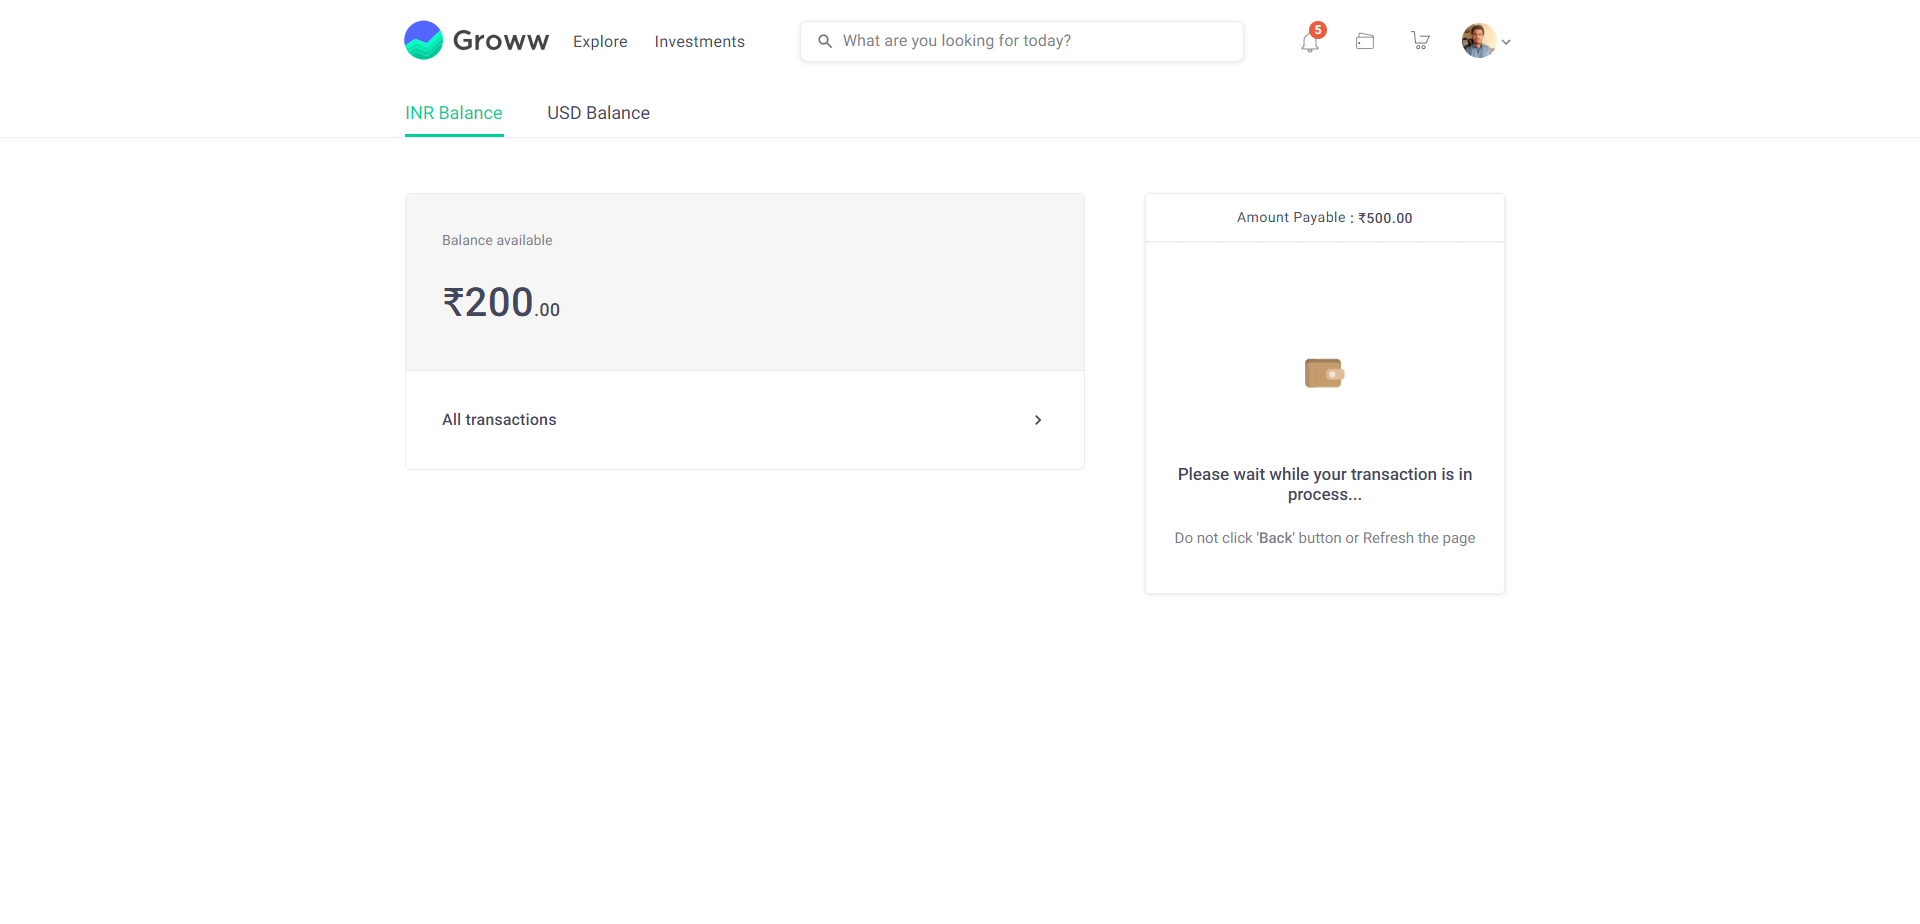 Groww
Explore
Investments
What are you looking for today?
5
INR Balance
USD Balance
Balance available
₹200.00
All transactions
Amount Payable : ₹500.00
Please wait while your transaction is in
process...
Do not click 'Back' button or Refresh the page